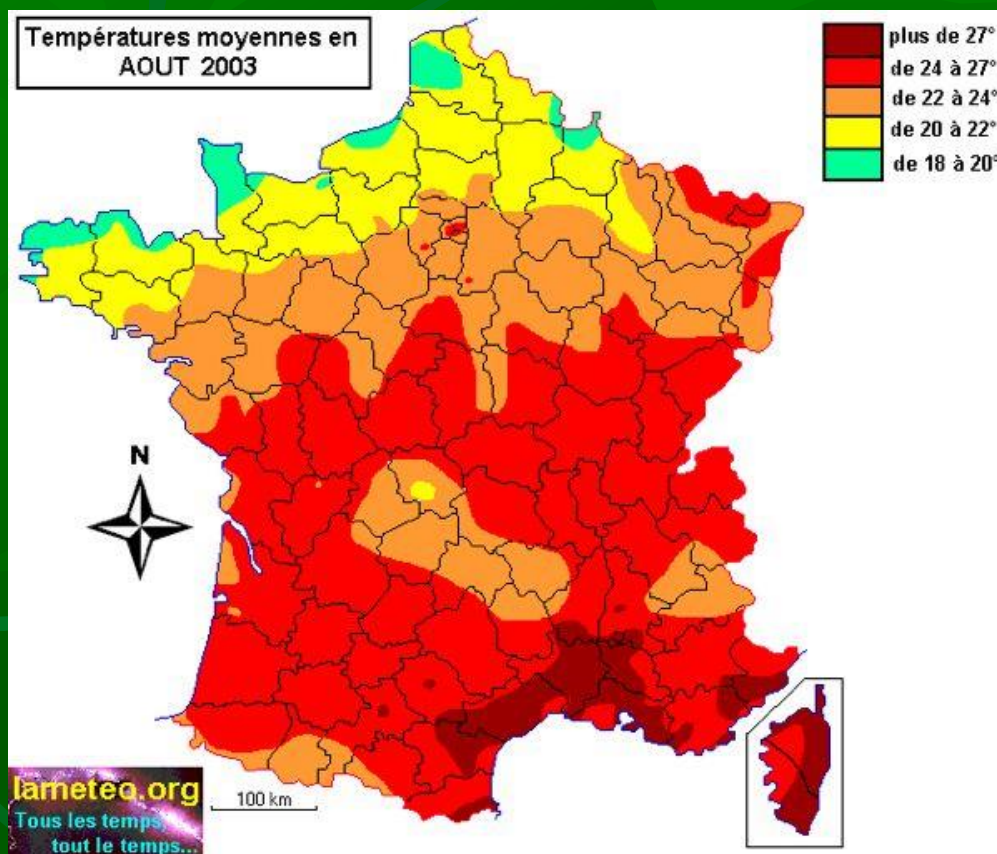 Températures moyennes en
AOUT 2003
plus de 27°
de 24 à 27°
de 22 à 24°
de 20 à 22°
de 18 à 20°
N
100 km
lameteo.org
Tous les temps,
tout le temps...